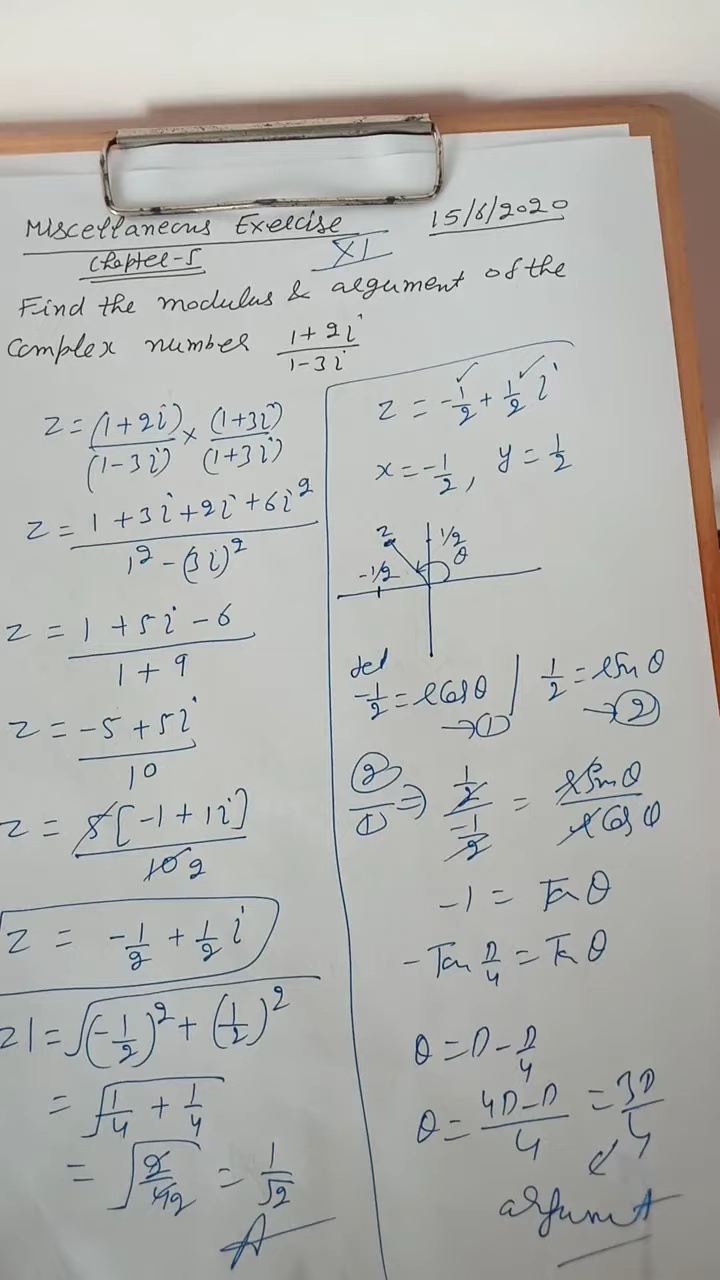 Miscellaneous Exercise 15/6/2020
Chapter-5 XI
Find the modulus & argument of the
Complex number (1+2i)/(1-3i)
z = (1+2i)/(1-3i) × (1+3i)/(1+3i)
z = (1+3i+2i+6i²)/(1²-(3i)²)
z = (1+5i-6)/(1+9)
z = (-5+5i)/10
z = 5[-1+1i]/10 2
z = -1/2 + 1/2 i
|z| = √((-1/2)² + (1/2)²)
= √(1/4 + 1/4)
= √(2/4 2) = 1/√2
A
z = -1/2 ✓ + 1/2 ✓ i
x = -1/2, y = 1/2
z 1/2
-1/2 θ
let
-1/2 = r Cos θ → ① | 1/2 = r Sin θ → ②
②/① ⇒ (1/2)/(-1/2) = (r Sin θ)/(r Cos θ)
-1 = Tan θ
-Tan π/4 = Tan θ
θ = π - π/4
θ = (4π-π)/4 = 3π/4
argument